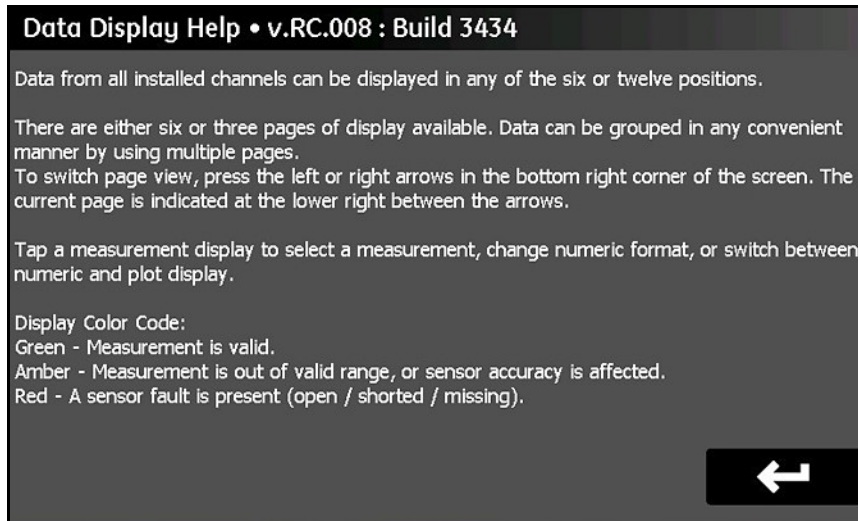 Data Display Help • v.RC.008 : Build 3434
Data from all installed channels can be displayed in any of the six or twelve positions.
There are either six or three pages of display available. Data can be grouped in any convenient
manner by using multiple pages.
To switch page view, press the left or right arrows in the bottom right corner of the screen. The
current page is indicated at the lower right between the arrows.
Tap a measurement display to select a measurement, change numeric format, or switch between
numeric and plot display.
Display Color Code:
Green - Measurement is valid.
Amber - Measurement is out of valid range, or sensor accuracy is affected.
Red - A sensor fault is present (open / shorted / missing).